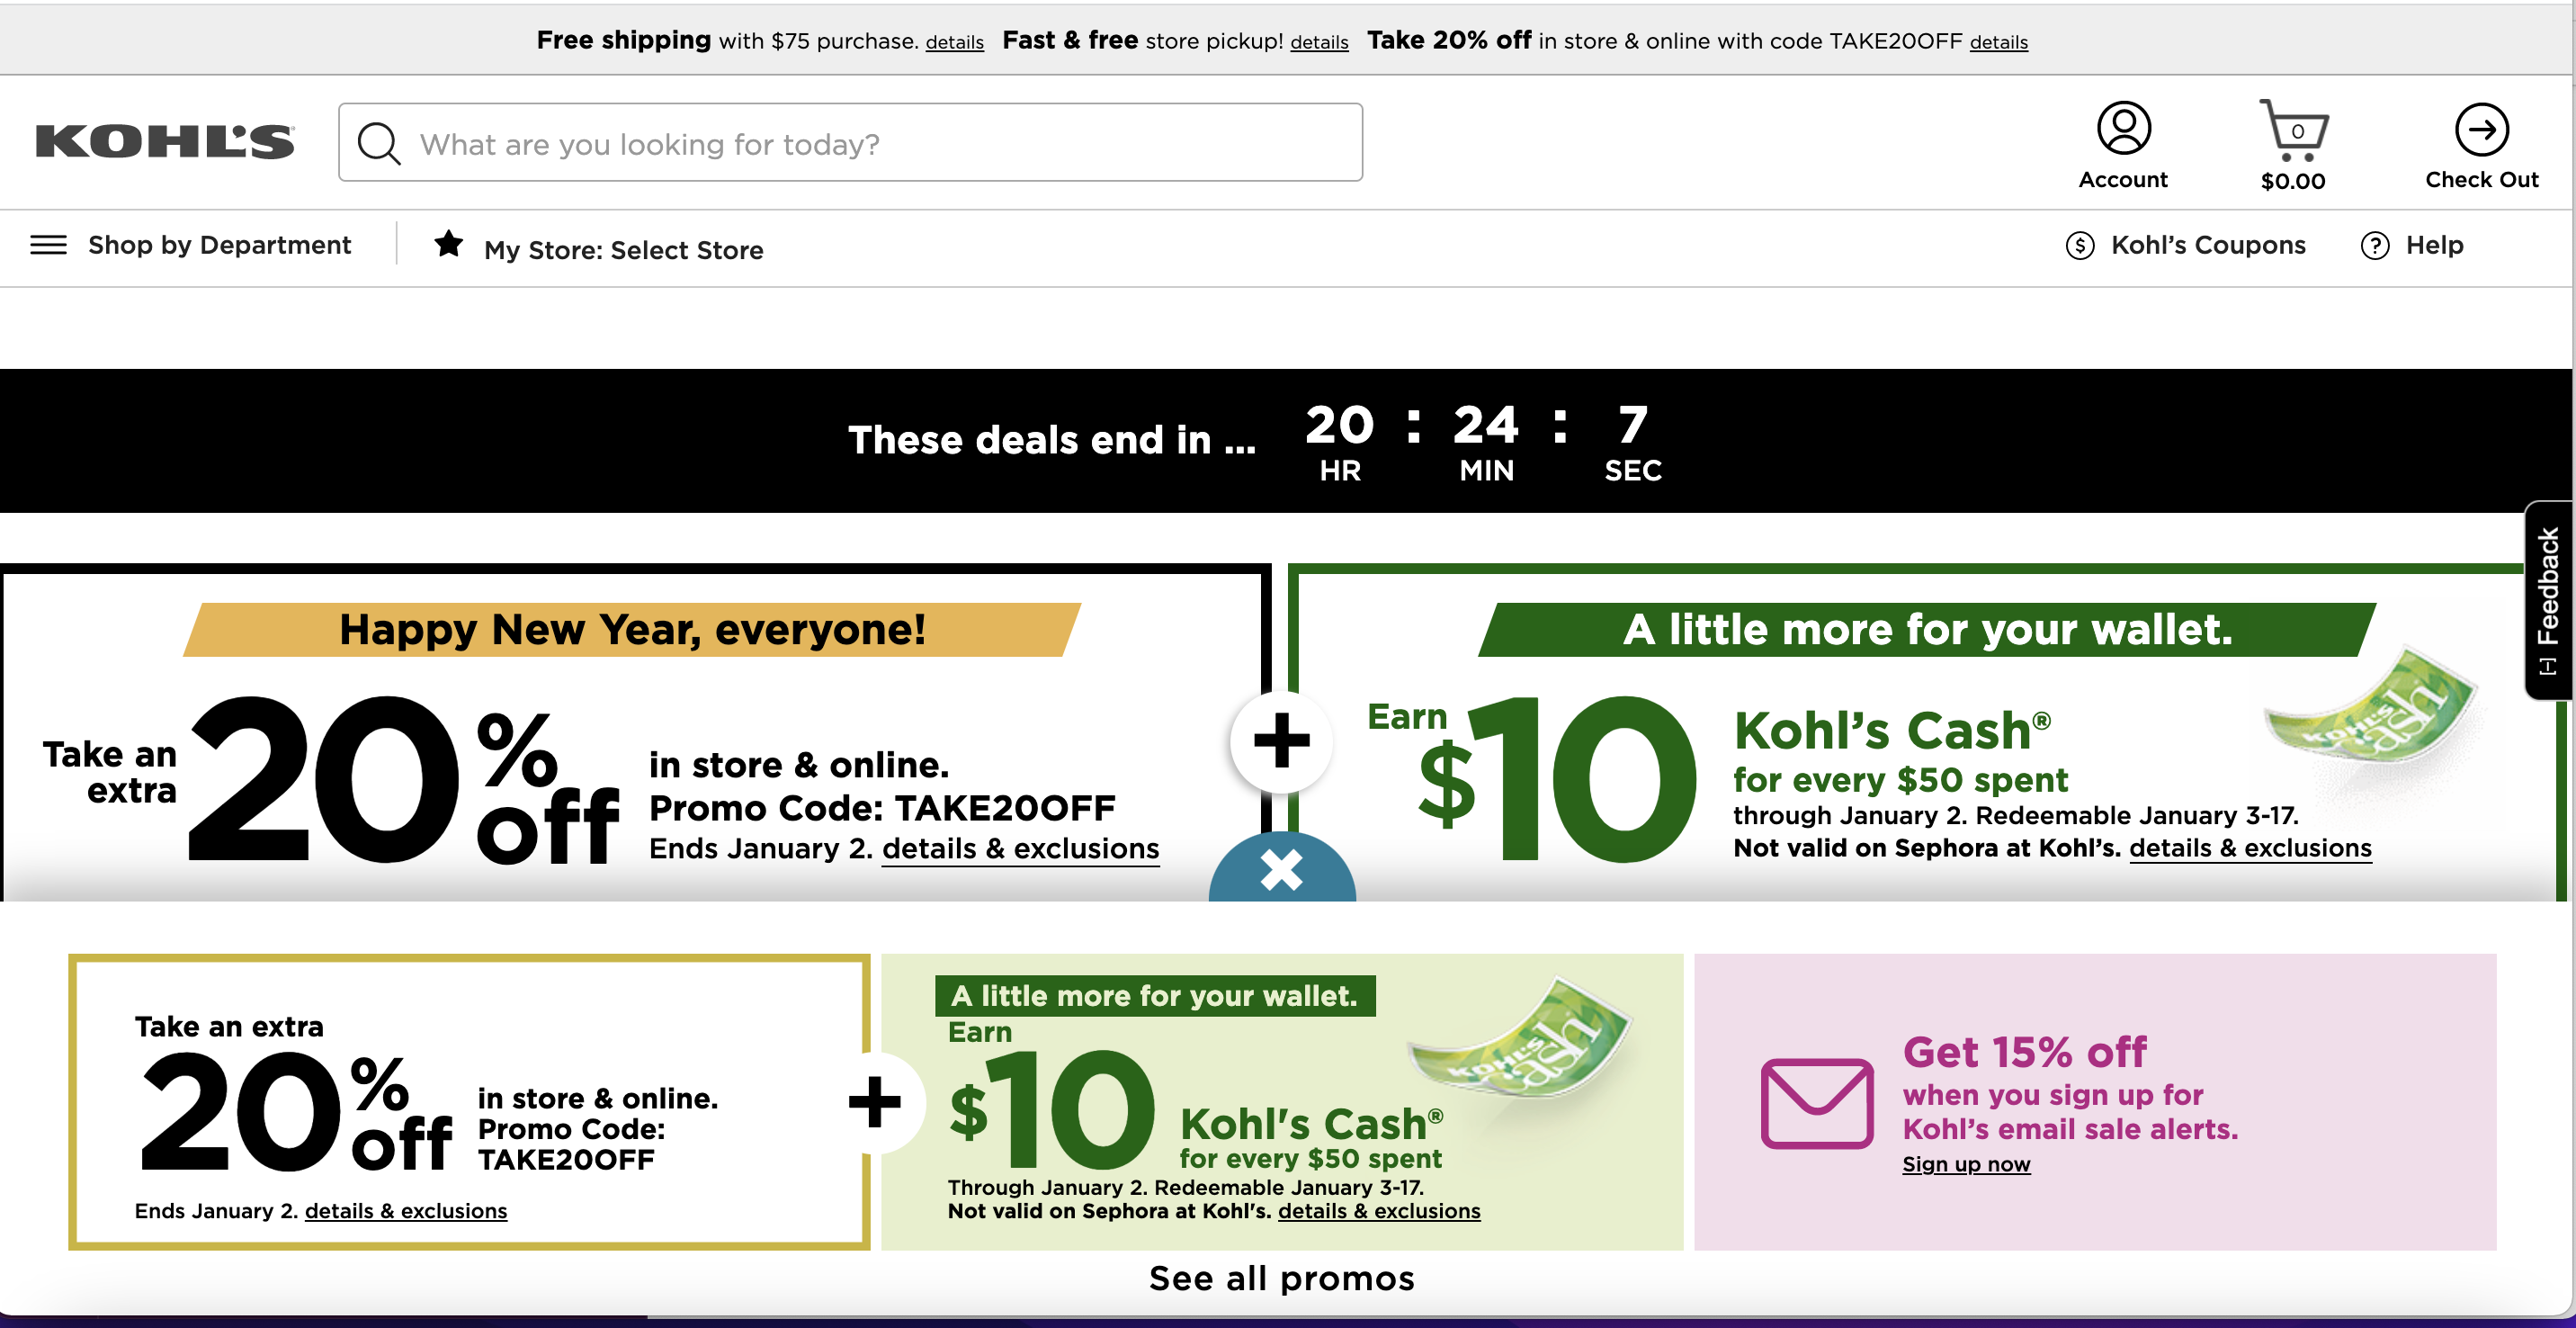 Free shipping with $75 purchase. details Fast & free store pickup! details Take 20% off in store & online with code TAKE20OFF details
KOHL'S
What are you looking for today?
Account
0
$0.00
Check Out
Shop by Department
My Store: Select Store
$ Kohl's Coupons
? Help
These deals end in ...
20 : 24 : 7
HR MIN SEC
[-] Feedback
Happy New Year, everyone!
Take an
extra
20%
off
in store & online.
Promo Code: TAKE20OFF
Ends January 2. details & exclusions
+
A little more for your wallet.
Earn
$10
Kohl's Cash®
for every $50 spent
through January 2. Redeemable January 3-17.
Not valid on Sephora at Kohl's. details & exclusions
KOHL'S
Cash
Take an extra
20%
off
in store & online.
Promo Code:
TAKE20OFF
Ends January 2. details & exclusions
+
A little more for your wallet.
Earn
$10
Kohl's Cash®
for every $50 spent
Through January 2. Redeemable January 3-17.
Not valid on Sephora at Kohl's. details & exclusions
KOHL'S
Cash
Get 15% off
when you sign up for
Kohl's email sale alerts.
Sign up now
See all promos